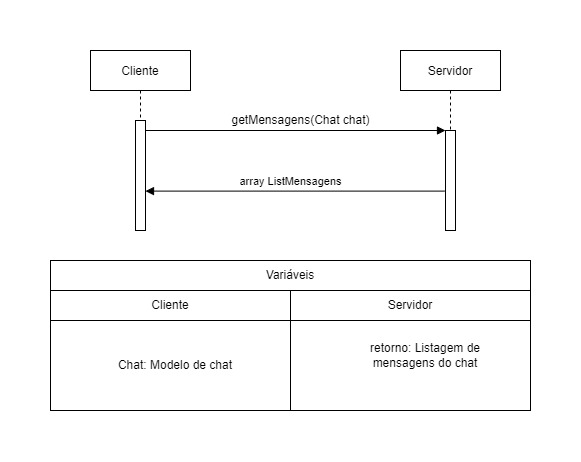 Cliente
Servidor
getMensagens(Chat chat)
array ListMensagens
Variáveis
Cliente
Servidor
Chat: Modelo de chat
retorno: Listagem de
mensagens do chat